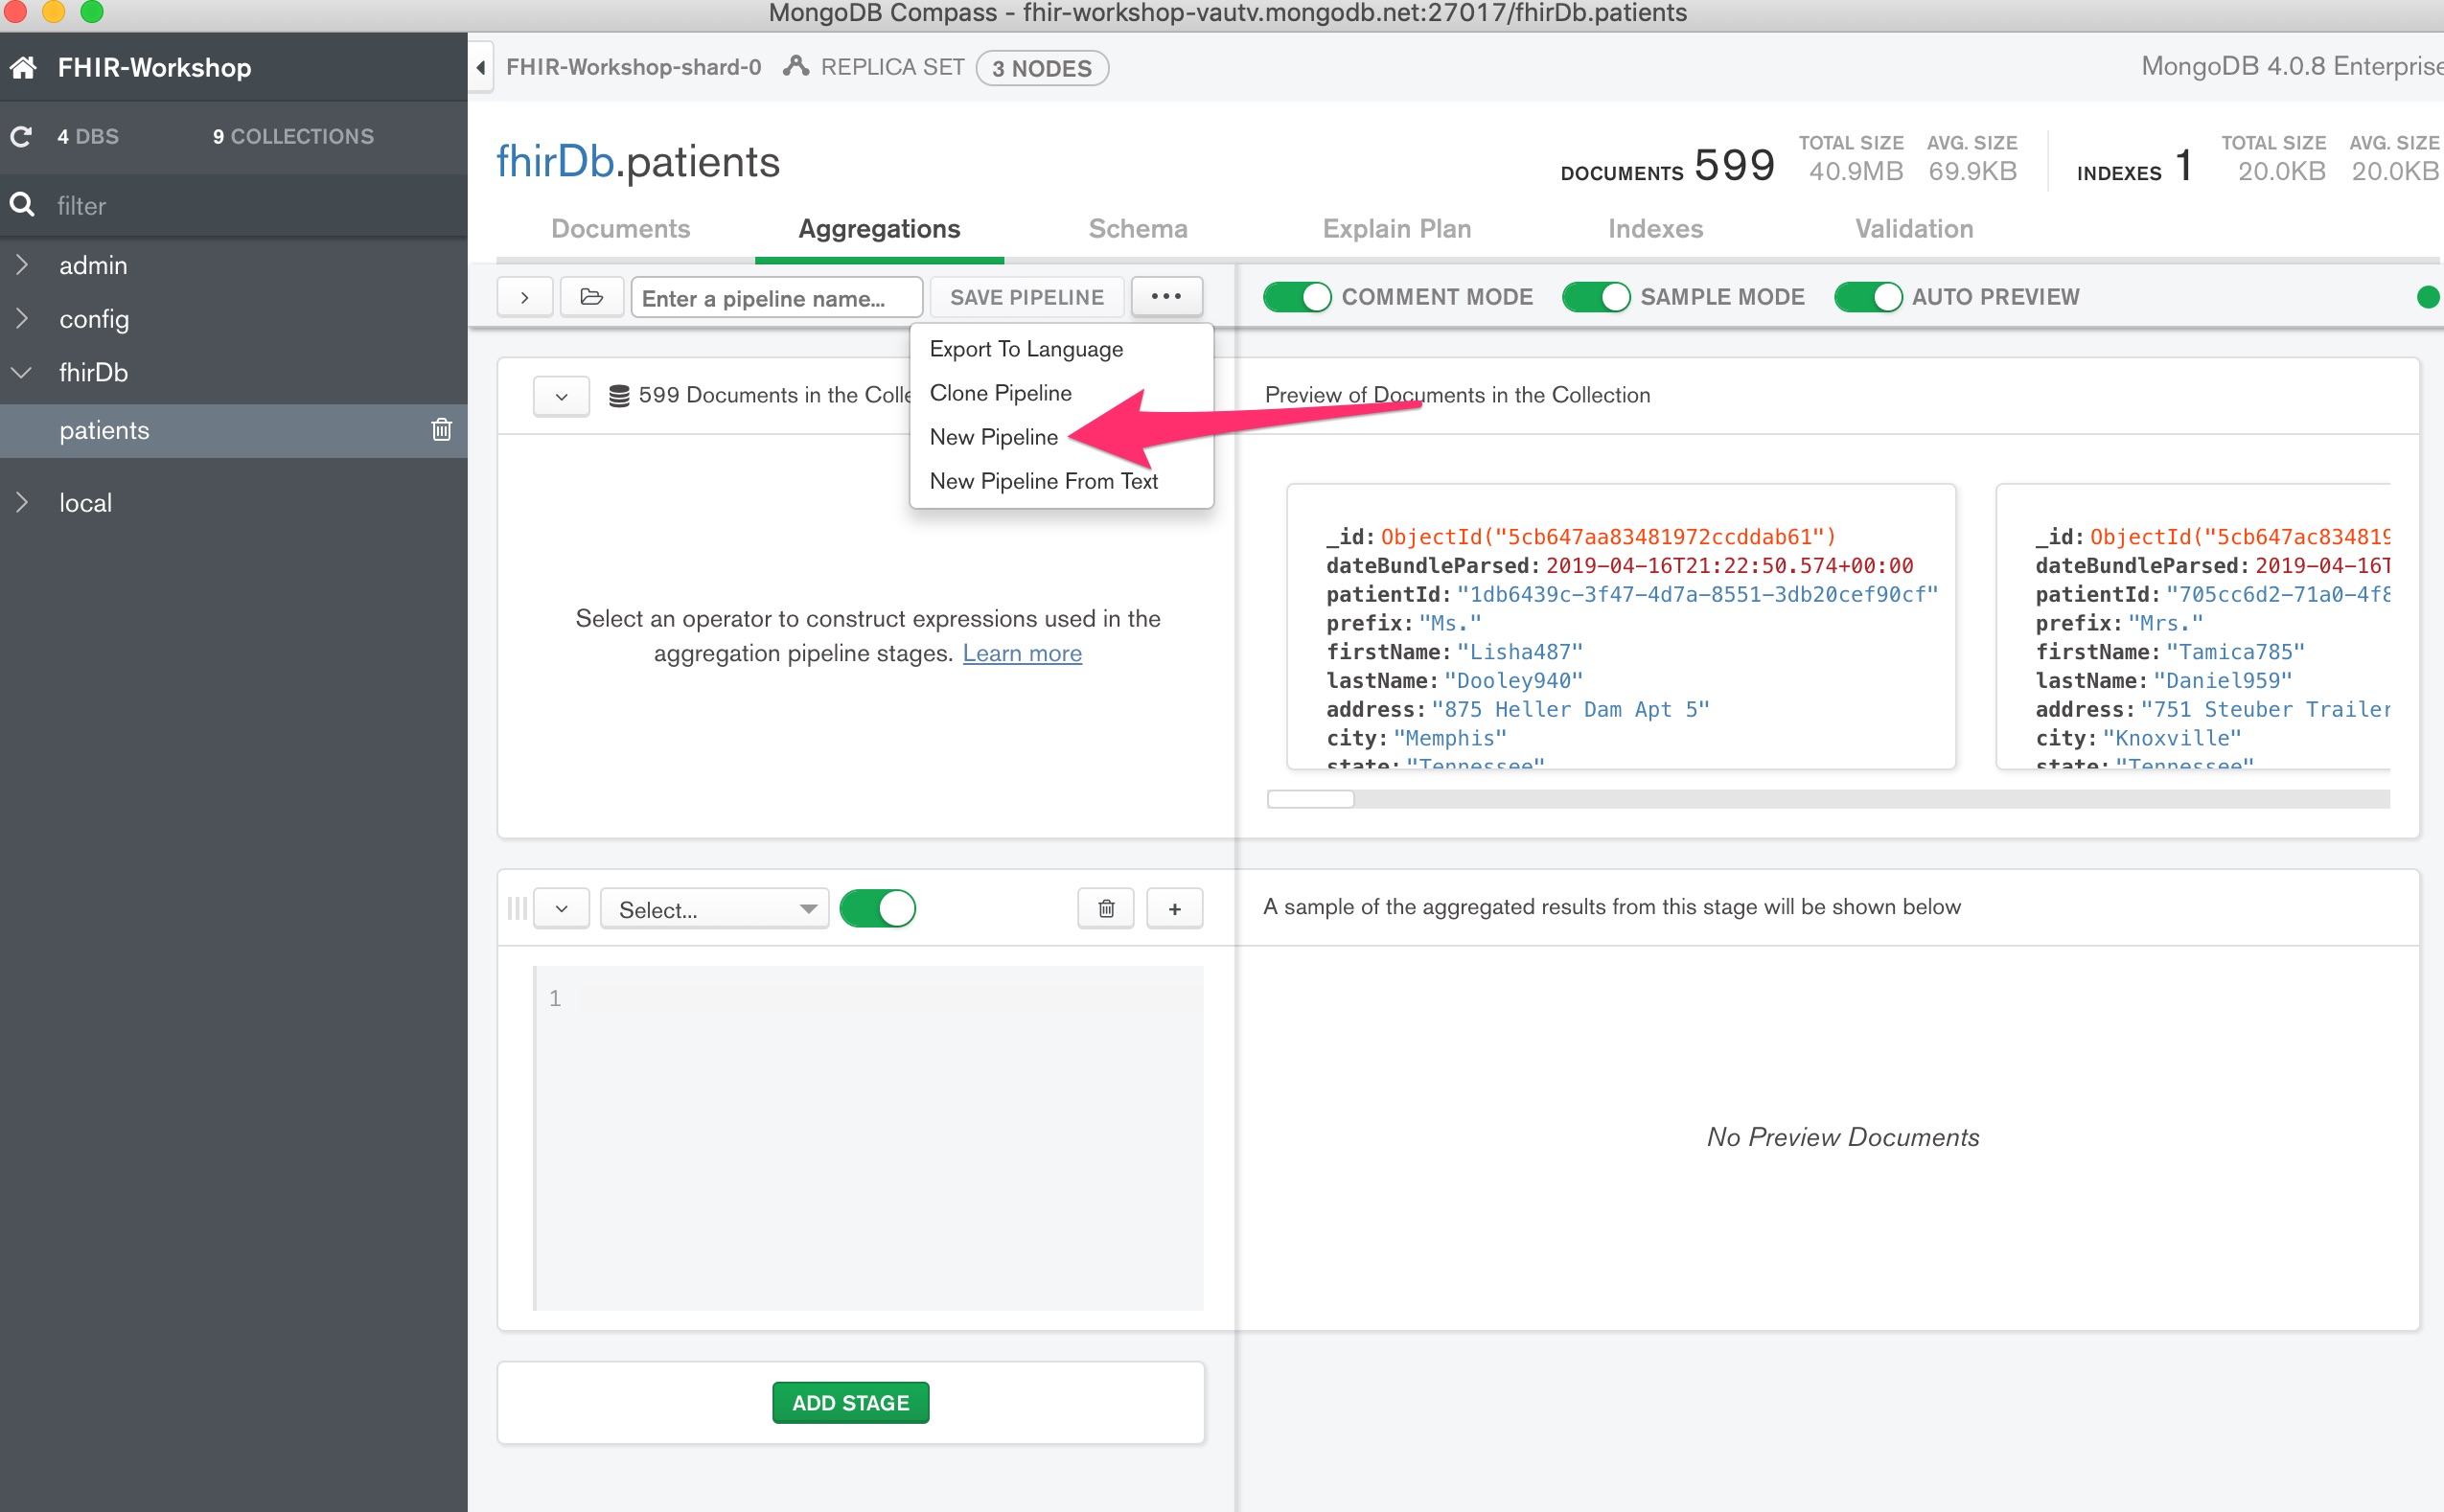 MongoDB Compass - fhir-workshop-vautv.mongodb.net:27017/fhirDb.patients
FHIR-Workshop
4 DBS 9 COLLECTIONS
filter
admin
config
fhirDb
patients
local
FHIR-Workshop-shard-0 REPLICA SET 3 NODES
MongoDB 4.0.8 Enterprise
fhirDb.patients
DOCUMENTS 599 TOTAL SIZE 40.9MB AVG. SIZE 69.9KB
INDEXES 1 TOTAL SIZE 20.0KB AVG. SIZE 20.0KB
Documents Aggregations Schema Explain Plan Indexes Validation
Enter a pipeline name... SAVE PIPELINE ...
COMMENT MODE SAMPLE MODE AUTO PREVIEW
Export To Language
Clone Pipeline
New Pipeline
New Pipeline From Text
599 Documents in the Colle
Preview of Documents in the Collection
Select an operator to construct expressions used in the
aggregation pipeline stages. Learn more
_id: ObjectId("5cb647aa83481972ccddab61")
dateBundleParsed: 2019-04-16T21:22:50.574+00:00
patientId: "1db6439c-3f47-4d7a-8551-3db20cef90cf"
prefix: "Ms."
firstName: "Lisha487"
lastName: "Dooley940"
address: "875 Heller Dam Apt 5"
city: "Memphis"
state: "Tennessee"
_id: ObjectId("5cb647ac834819
dateBundleParsed: 2019-04-16T
patientId: "705cc6d2-71a0-4f8
prefix: "Mrs."
firstName: "Tamica785"
lastName: "Daniel959"
address: "751 Steuber Trailer
city: "Knoxville"
state: "Tennessee"
Select...
A sample of the aggregated results from this stage will be shown below
1
No Preview Documents
ADD STAGE